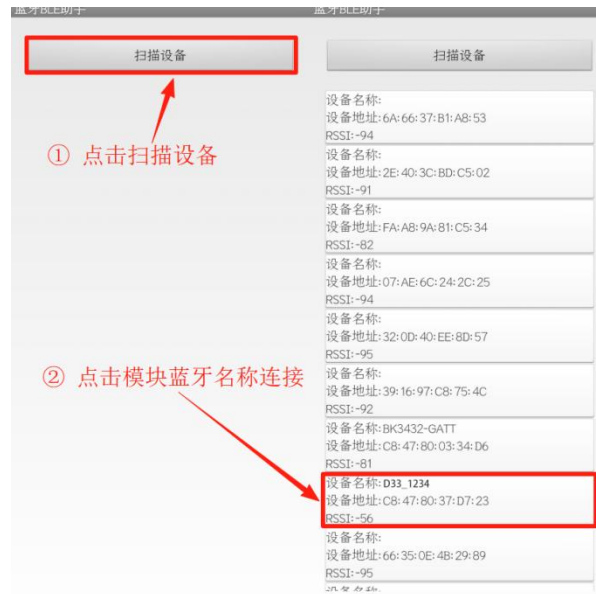 蓝牙BLE助手
扫描设备
① 点击扫描设备
② 点击模块蓝牙名称连接
蓝牙BLE助手
扫描设备
设备名称:
设备地址:6A:66:37:B1:A8:53
RSSI:-94
设备名称:
设备地址:2E:40:3C:BD:C5:02
RSSI:-91
设备名称:
设备地址:FA:A8:9A:81:C5:34
RSSI:-82
设备名称:
设备地址:07:AE:6C:24:2C:25
RSSI:-94
设备名称:
设备地址:32:0D:40:EE:8D:57
RSSI:-95
设备名称:
设备地址:39:16:97:C8:75:4C
RSSI:-92
设备名称:BK3432-GATT
设备地址:C8:47:80:03:34:D6
RSSI:-81
设备名称:D33_1234
设备地址:C8:47:80:37:D7:23
RSSI:-56
设备名称:
设备地址:66:35:0E:4B:29:89
RSSI:-95
设备名称: